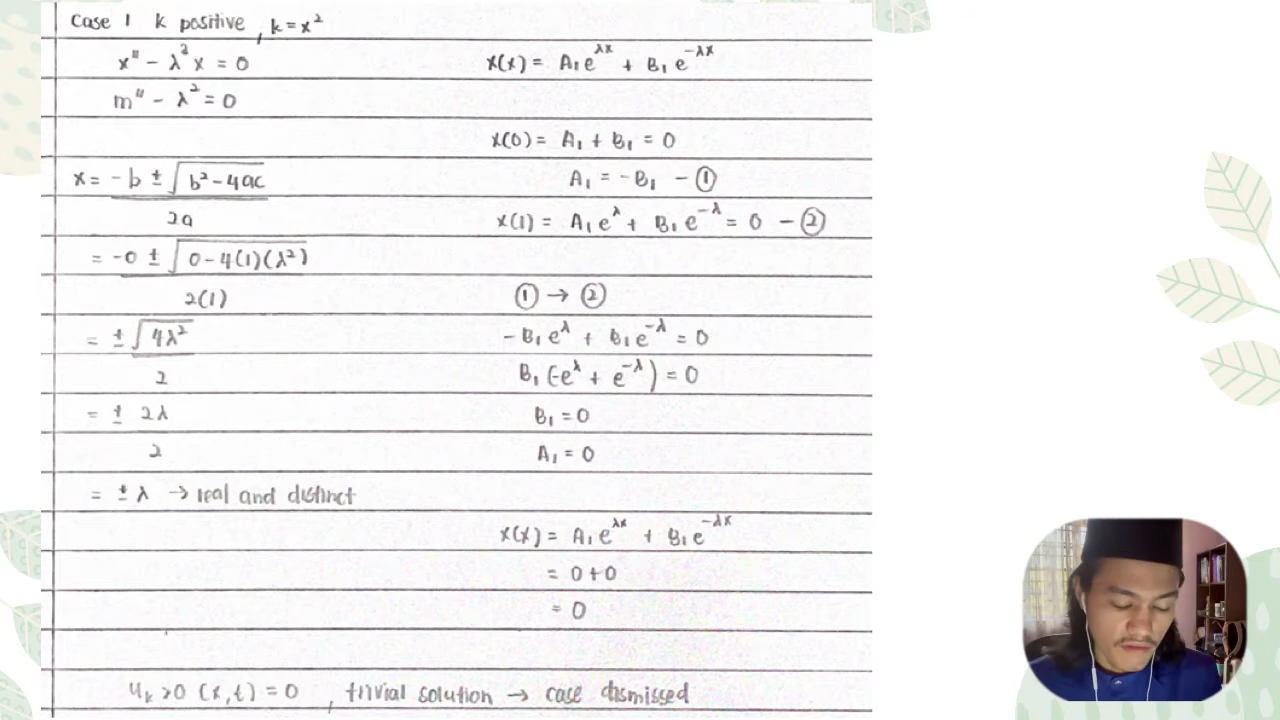 Case 1 k positive, k = x²
x'' - λ² x = 0
m'' - λ² = 0
x = -b ± √b² - 4ac
2a
= -0 ± √0 - 4(1)(λ²)
2(1)
= ± √4λ²
2
= ± 2λ
2
= ± λ → real and distinct
x(x) = A₁e^λx + B₁e^-λx
x(0) = A₁ + B₁ = 0
A₁ = -B₁ - ①
x(1) = A₁e^λ + B₁e^-λ = 0 - ②
① → ②
-B₁e^λ + B₁e^-λ = 0
B₁(-e^λ + e^-λ) = 0
B₁ = 0
A₁ = 0
x(x) = A₁e^λx + B₁e^-λx
= 0 + 0
= 0
u k>0 (x,t) = 0, trivial solution → case dismissed